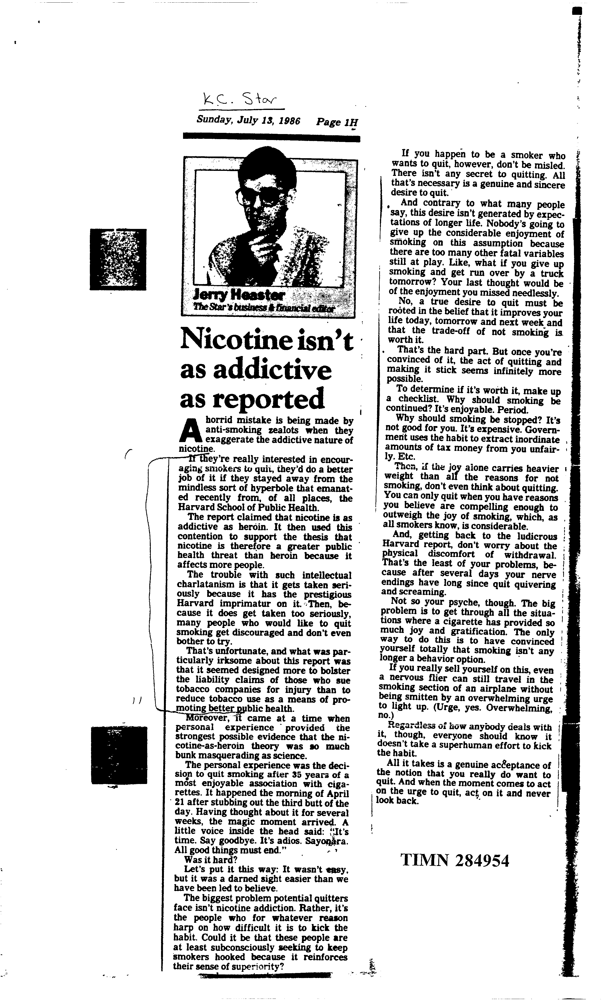 K.C. Star
Sunday, July 13, 1986 Page 1H
Jerry Heaster
The Star's business & financial editor
Nicotine isn't
as addictive
as reported
A horrid mistake is being made by
anti-smoking zealots when they
exaggerate the addictive nature of
nicotine.
If they're really interested in encour-
aging smokers to quit, they'd do a better
job of it if they stayed away from the
mindless sort of hyperbole that emanat-
ed recently from, of all places, the
Harvard School of Public Health.
The report claimed that nicotine is as
addictive as heroin. It then used this
contention to support the thesis that
nicotine is therefore a greater public
health threat than heroin because it
affects more people.
The trouble with such intellectual
charlatanism is that it gets taken seri-
ously because it has the prestigious
Harvard imprimatur on it. Then, be-
cause it does get taken too seriously,
many people who would like to quit
smoking get discouraged and don't even
bother to try.
That's unfortunate, and what was par-
ticularly irksome about this report was
that it seemed designed more to bolster
the liability claims of those who sue
tobacco companies for injury than to
reduce tobacco use as a means of pro-
moting better public health.
Moreover, it came at a time when
personal experience provided the
strongest possible evidence that the ni-
cotine-as-heroin theory was so much
bunk masquerading as science.
The personal experience was the deci-
sion to quit smoking after 35 years of a
most enjoyable association with ciga-
rettes. It happened the morning of April
21 after stubbing out the third butt of the
day. Having thought about it for several
weeks, the magic moment arrived. A
little voice inside the head said: "It's
time. Say goodbye. It's adios. Sayonara.
All good things must end."
Was it hard?
Let's put it this way: It wasn't easy,
but it was a darned sight easier than we
have been led to believe.
The biggest problem potential quitters
face isn't nicotine addiction. Rather, it's
the people who for whatever reason
harp on how difficult it is to kick the
habit. Could it be that these people are
at least subconsciously seeking to keep
smokers hooked because it reinforces
their sense of superiority?
If you happen to be a smoker who
wants to quit, however, don't be misled.
There isn't any secret to quitting. All
that's necessary is a genuine and sincere
desire to quit.
And contrary to what many people
say, this desire isn't generated by expec-
tations of longer life. Nobody's going to
give up the considerable enjoyment of
smoking on this assumption because
there are too many other fatal variables
still at play. Like, what if you give up
smoking and get run over by a truck
tomorrow? Your last thought would be
of the enjoyment you missed needlessly.
No, a true desire to quit must be
rooted in the belief that it improves your
life today, tomorrow and next week and
that the trade-off of not smoking is
worth it.
That's the hard part. But once you're
convinced of it, the act of quitting and
making it stick seems infinitely more
possible.
To determine if it's worth it, make up
a checklist. Why should smoking be
continued? It's enjoyable. Period.
Why should smoking be stopped? It's
not good for you. It's expensive. Govern-
ment uses the habit to extract inordinate
amounts of tax money from you unfair-
ly. Etc.
Then, if the joy alone carries heavier
weight than all the reasons for not
smoking, don't even think about quitting.
You can only quit when you have reasons
you believe are compelling enough to
outweigh the joy of smoking, which, as
all smokers know, is considerable.
And, getting back to the ludicrous
Harvard report, don't worry about the
physical discomfort of withdrawal.
That's the least of your problems, be-
cause after several days your nerve
endings have long since quit quivering
and screaming.
Not so your psyche, though. The big
problem is to get through all the situa-
tions where a cigarette has provided so
much joy and gratification. The only
way to do this is to have convinced
yourself totally that smoking isn't any
longer a behavior option.
If you really sell yourself on this, even
a nervous flier can still travel in the
smoking section of an airplane without
being smitten by an overwhelming urge
to light up. (Urge, yes. Overwhelming,
no.)
Regardless of how anybody deals with
it, though, everyone should know it
doesn't take a superhuman effort to kick
the habit.
All it takes is a genuine acceptance of
the notion that you really do want to
quit. And when the moment comes to act
on the urge to quit, act on it and never
look back.
TIMN 284954